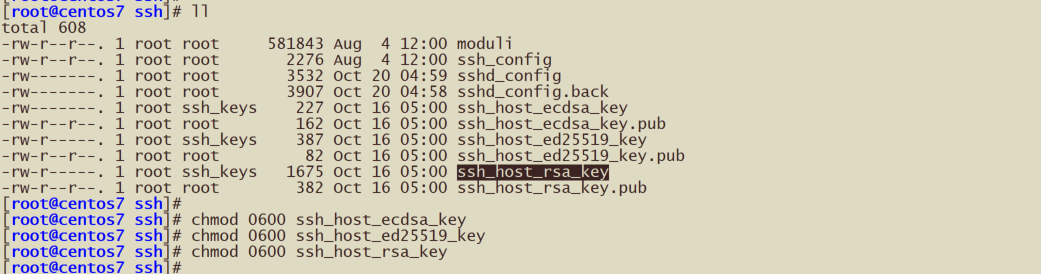 [root@centos7 ssh]# ll
total 608
-rw-r--r--. 1 root root     581843 Aug  4 12:00 moduli
-rw-r--r--. 1 root root       2276 Aug  4 12:00 ssh_config
-rw-------. 1 root root       3532 Oct 20 04:59 sshd_config
-rw-------. 1 root root       3907 Oct 20 04:58 sshd_config.back
-rw-r-----. 1 root ssh_keys    227 Oct 16 05:00 ssh_host_ecdsa_key
-rw-r--r--. 1 root root        162 Oct 16 05:00 ssh_host_ecdsa_key.pub
-rw-r-----. 1 root ssh_keys    387 Oct 16 05:00 ssh_host_ed25519_key
-rw-r--r--. 1 root root         82 Oct 16 05:00 ssh_host_ed25519_key.pub
-rw-r-----. 1 root ssh_keys   1675 Oct 16 05:00 ssh_host_rsa_key
-rw-r--r--. 1 root root        382 Oct 16 05:00 ssh_host_rsa_key.pub
[root@centos7 ssh]#
[root@centos7 ssh]# chmod 0600 ssh_host_ecdsa_key
[root@centos7 ssh]# chmod 0600 ssh_host_ed25519_key
[root@centos7 ssh]# chmod 0600 ssh_host_rsa_key
[root@centos7 ssh]#